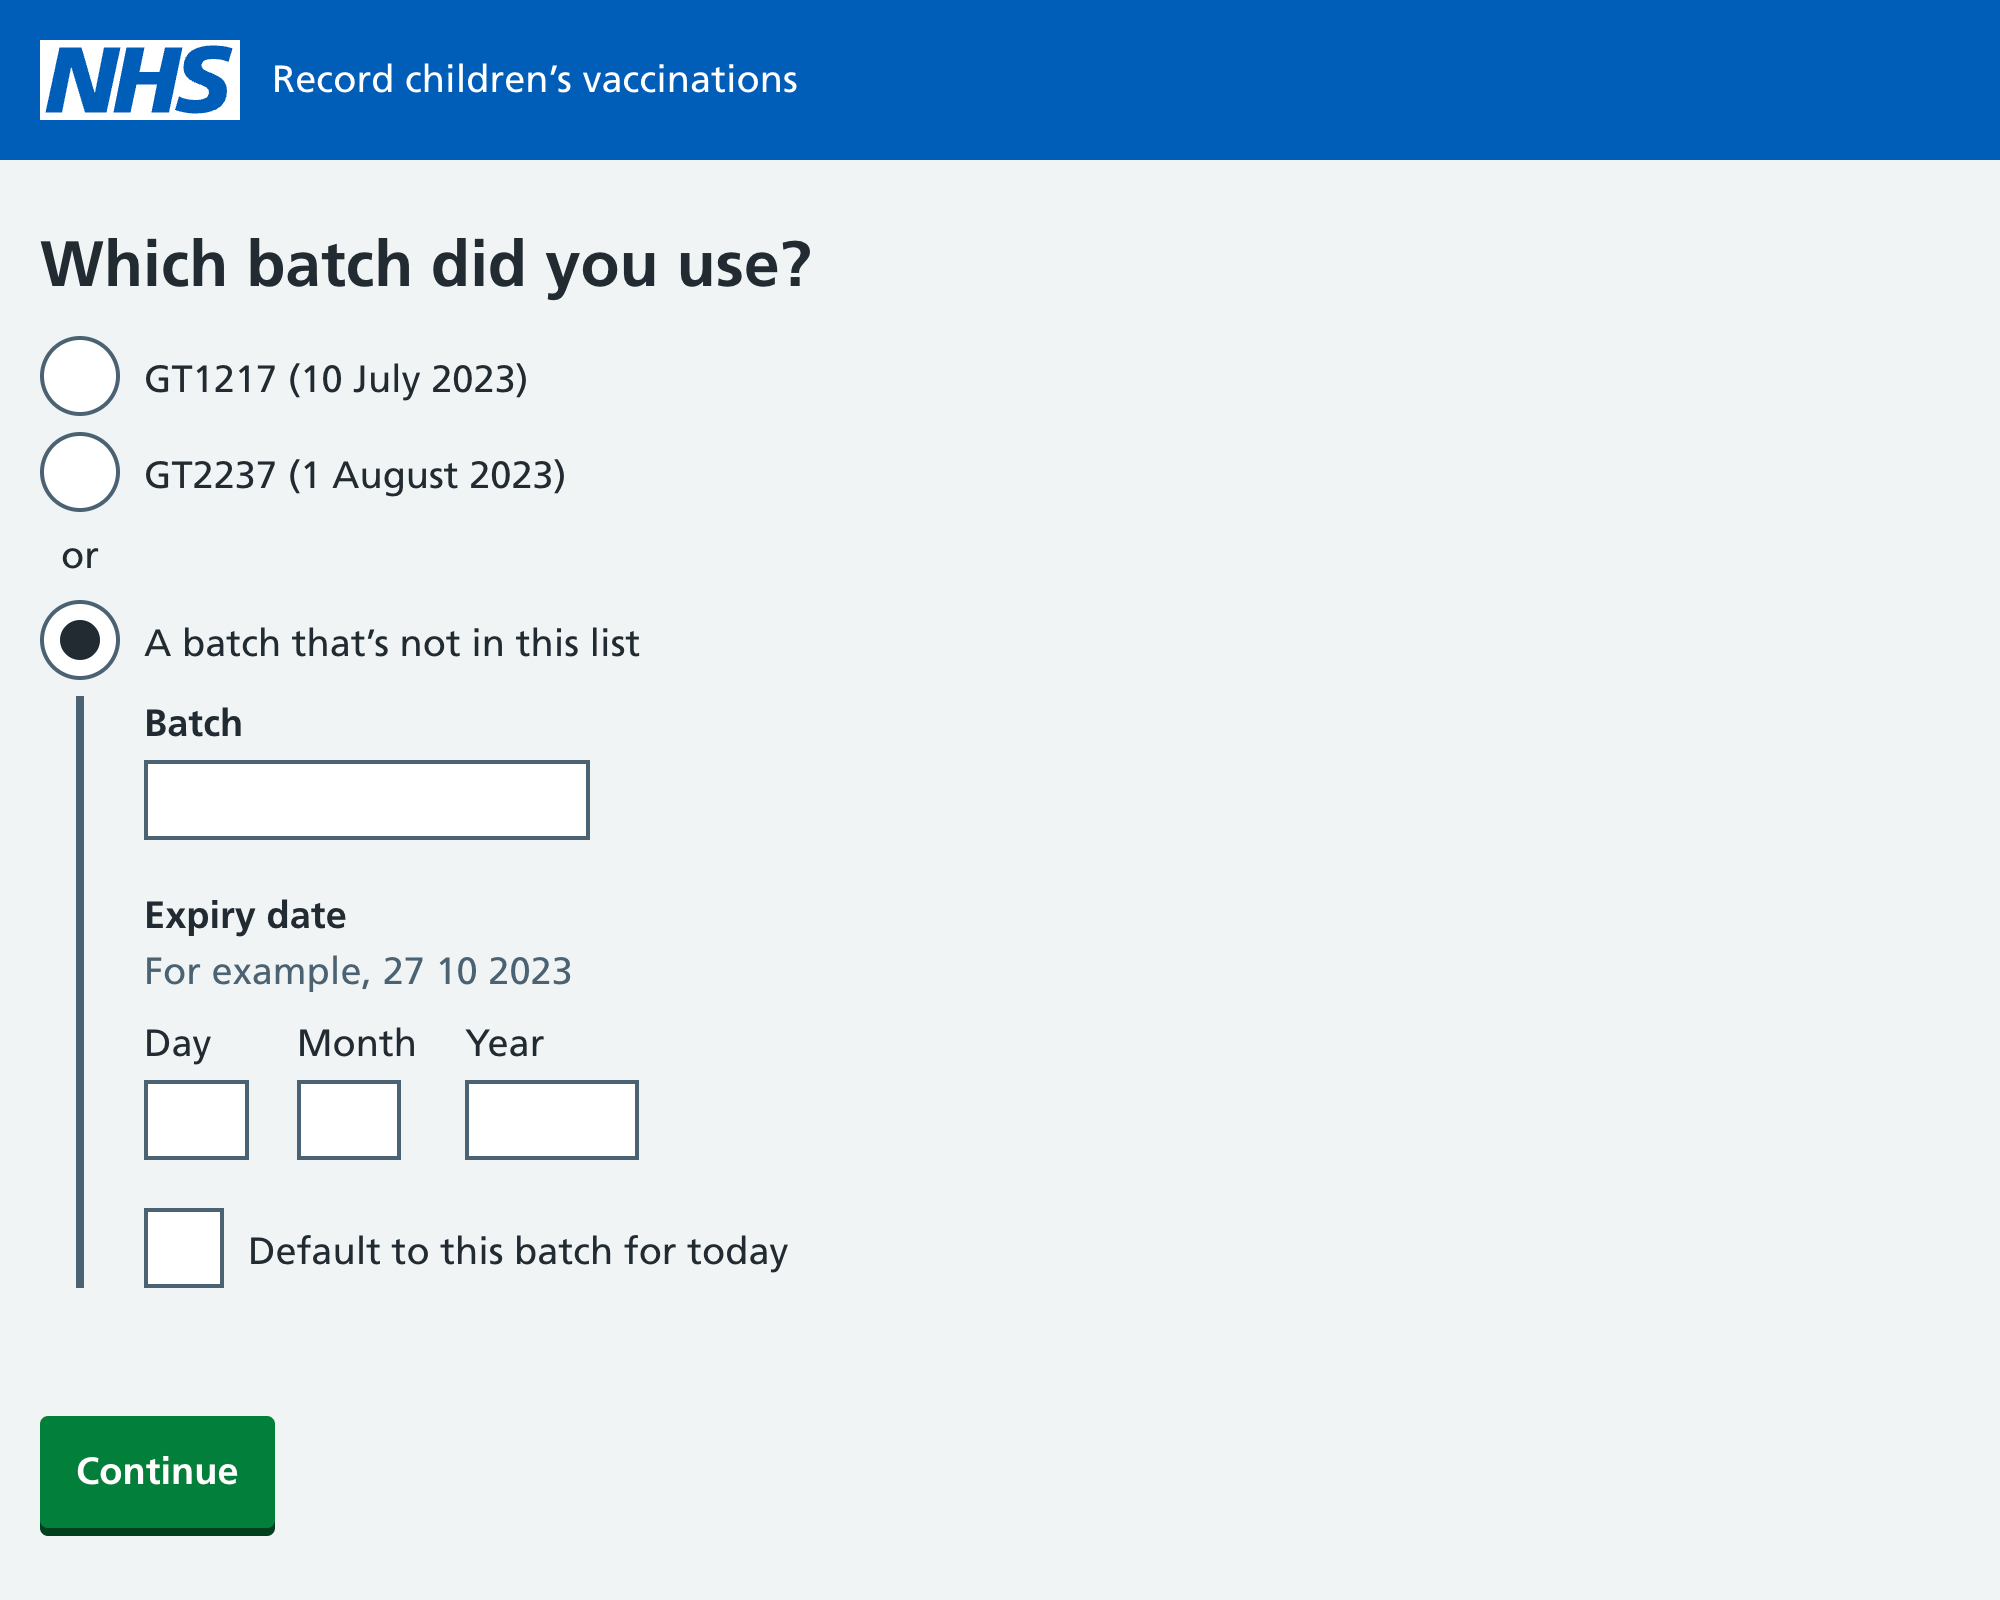 NHS Record children’s vaccinations
Which batch did you use?
GT1217 (10 July 2023)
GT2237 (1 August 2023)
or
A batch that’s not in this list
Batch
Expiry date
For example, 27 10 2023
Day Month Year
Default to this batch for today
Continue